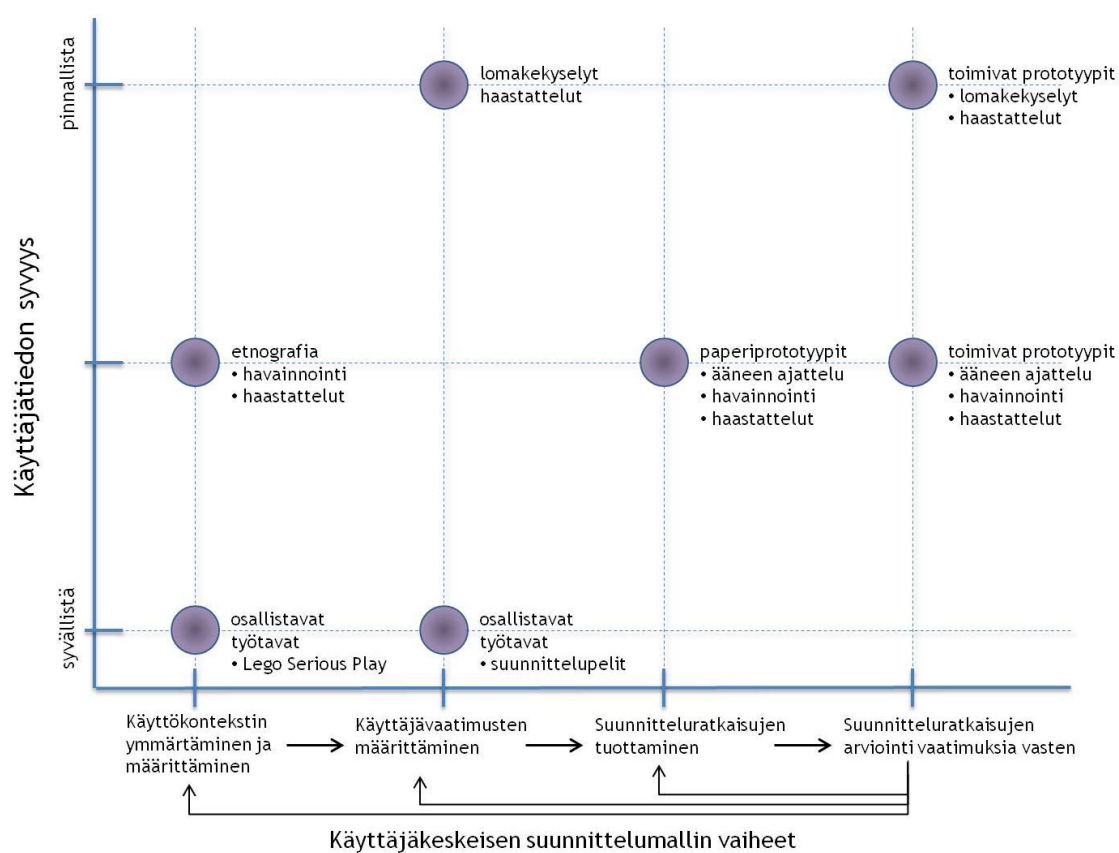 pinnallista
lomakekyselyt
haastattelut
toimivat prototyypit
• lomakekyselyt
• haastattelut
Käyttäjätiedon syvyys
etnografia
• havainnointi
• haastattelut
paperiprototyypit
• ääneen ajattelu
• havainnointi
• haastattelut
toimivat prototyypit
• ääneen ajattelu
• havainnointi
• haastattelut
syvällistä
osallistavat
työtavat
• Lego Serious Play
osallistavat
työtavat
• suunnittelupelit
Käyttökontekstin
ymmärtäminen ja
määrittäminen
Käyttäjävaatimusten
määrittäminen
Suunnitteluratkaisujen
tuottaminen
Suunnitteluratkaisujen
arviointi vaatimuksia vasten
Käyttäjäkeskeisen suunnittelumallin vaiheet